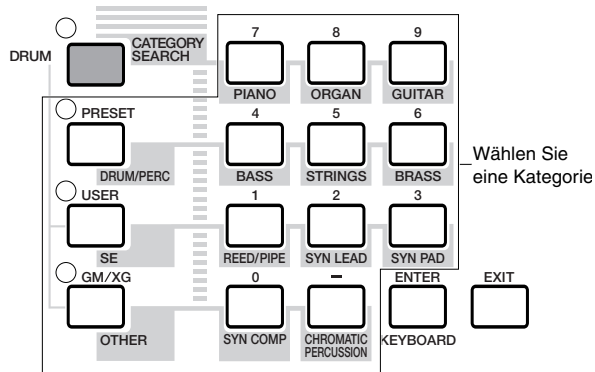 7 8 9
CATEGORY
SEARCH
DRUM
PIANO ORGAN GUITAR
PRESET 4 5 6
DRUM/PERC BASS STRINGS BRASS
Wählen Sie
eine Kategorie
USER 1 2 3
SE REED/PIPE SYN LEAD SYN PAD
GM/XG 0 – ENTER EXIT
OTHER SYN COMP CHROMATIC
PERCUSSION KEYBOARD